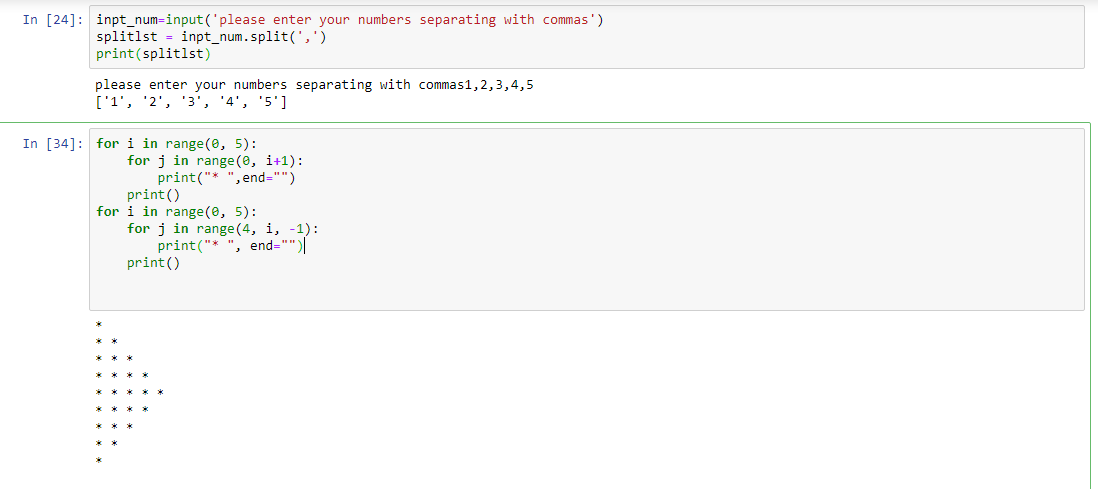 In [24]: inpt_num=input('please enter your numbers separating with commas')
splitlst = inpt_num.split(',')
print(splitlst)
please enter your numbers separating with commas1,2,3,4,5
['1', '2', '3', '4', '5']
In [34]: for i in range(0, 5):
    for j in range(0, i+1):
        print("* ",end="")
    print()
for i in range(0, 5):
    for j in range(4, i, -1):
        print("* ", end="")
    print()
*
* *
* * *
* * * *
* * * * *
* * * *
* * *
* *
*